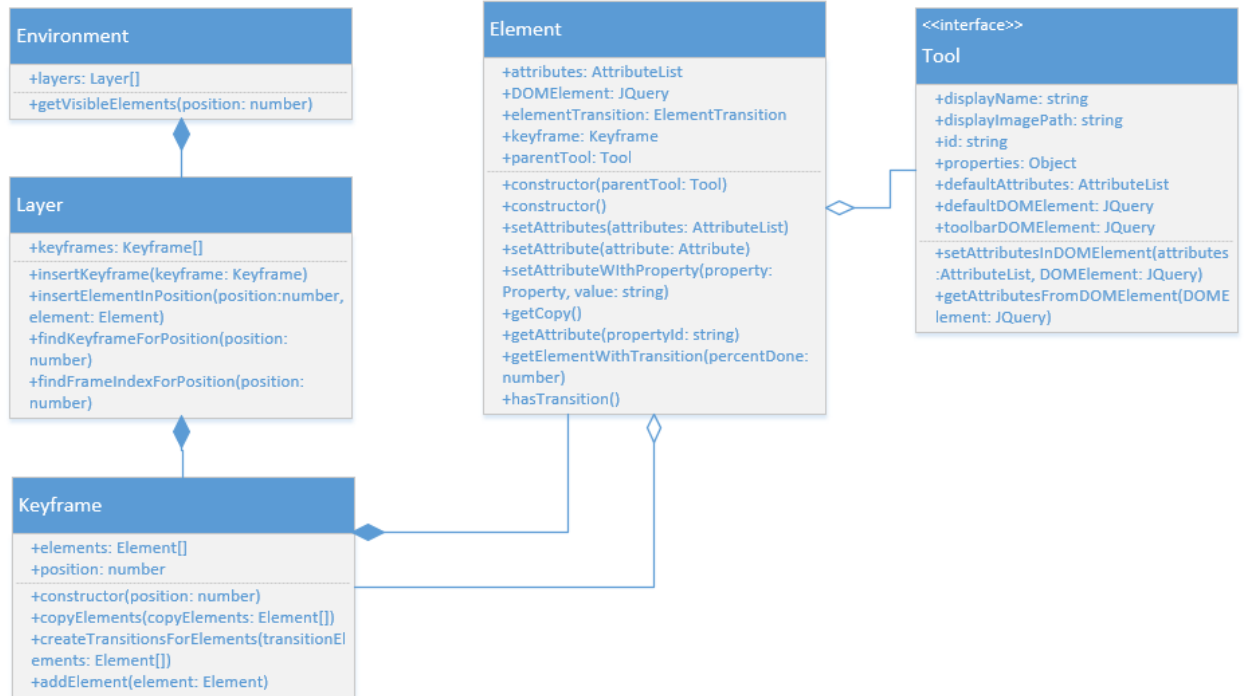 Environment
+layers: Layer[]
+getVisibleElements(position: number)
Layer
+keyframes: Keyframe[]
+insertKeyframe(keyframe: Keyframe)
+insertElementInPosition(position:number,
element: Element)
+findKeyframeForPosition(position:
number)
+findFrameIndexForPosition(position:
number)
Keyframe
+elements: Element[]
+position: number
+constructor(position: number)
+copyElements(copyElements: Element[])
+createTransitionsForElements(transitionEl
ements: Element[])
+addElement(element: Element)
Element
+attributes: AttributeList
+DOMElement: JQuery
+elementTransition: ElementTransition
+keyframe: Keyframe
+parentTool: Tool
+constructor(parentTool: Tool)
+constructor()
+setAttributes(attributes: AttributeList)
+setAttribute(attribute: Attribute)
+setAttributeWIthProperty(property:
Property, value: string)
+getCopy()
+getAttribute(propertyId: string)
+getElementWithTransition(percentDone:
number)
+hasTransition()
<<interface>>
Tool
+displayName: string
+displayImagePath: string
+id: string
+properties: Object
+defaultAttributes: AttributeList
+defaultDOMElement: JQuery
+toolbarDOMElement: JQuery
+setAttributesInDOMElement(attributes
:AttributeList, DOMElement: JQuery)
+getAttributesFromDOMElement(DOME
lement: JQuery)